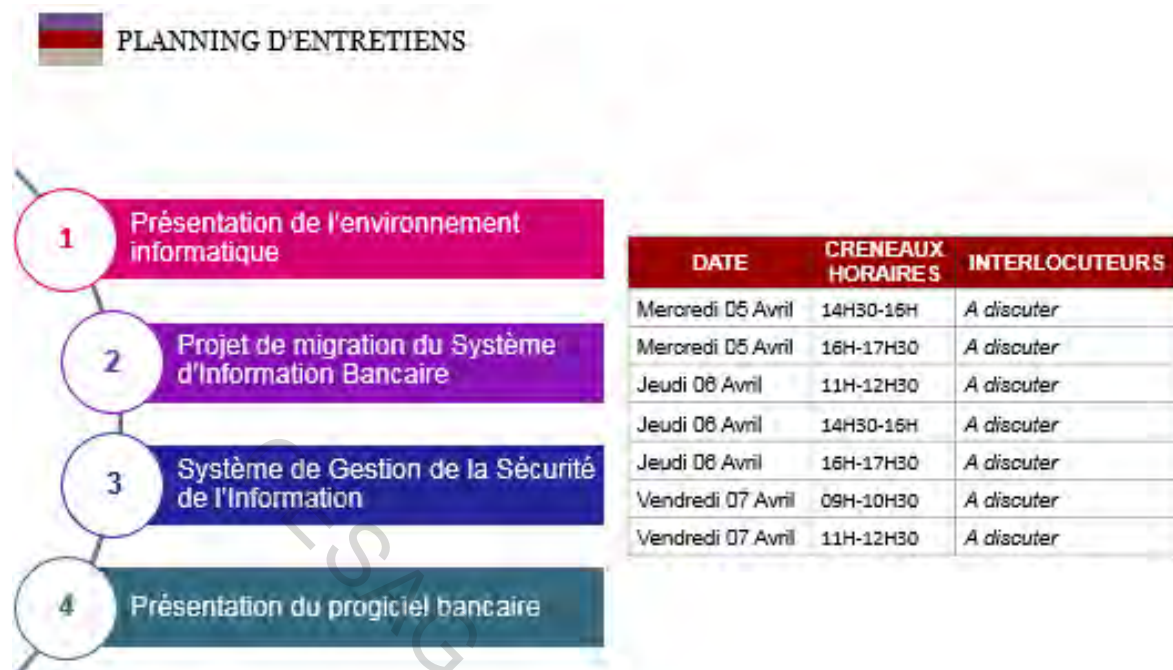 PLANNING D'ENTRETIENS
1
Présentation de l'environnement
informatique
2
Projet de migration du Système
d'Information Bancaire
3
Système de Gestion de la Sécurité
de l'Information
4
Présentation du progiciel bancaire
DATE CRENEAUX HORAIRES INTERLOCUTEURS
Mercredi 05 Avril 14H30-16H A discuter
Mercredi 05 Avril 16H-17H30 A discuter
Jeudi 06 Avril 11H-12H30 A discuter
Jeudi 06 Avril 14H30-16H A discuter
Jeudi 06 Avril 16H-17H30 A discuter
Vendredi 07 Avril 09H-10H30 A discuter
Vendredi 07 Avril 11H-12H30 A discuter